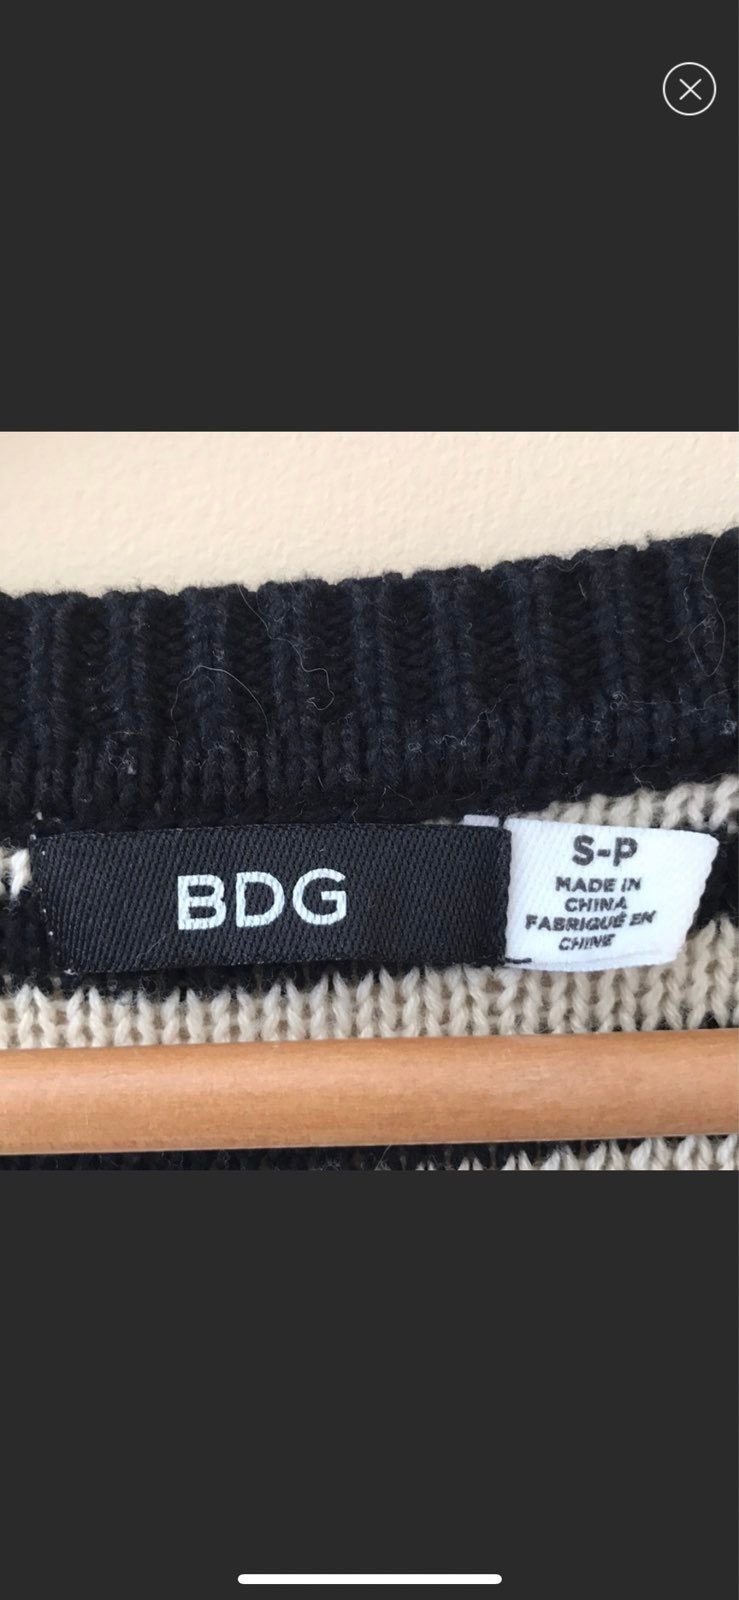 BDG
S-P
MADE IN
CHINA
FABRIQUÉ EN
CHINE